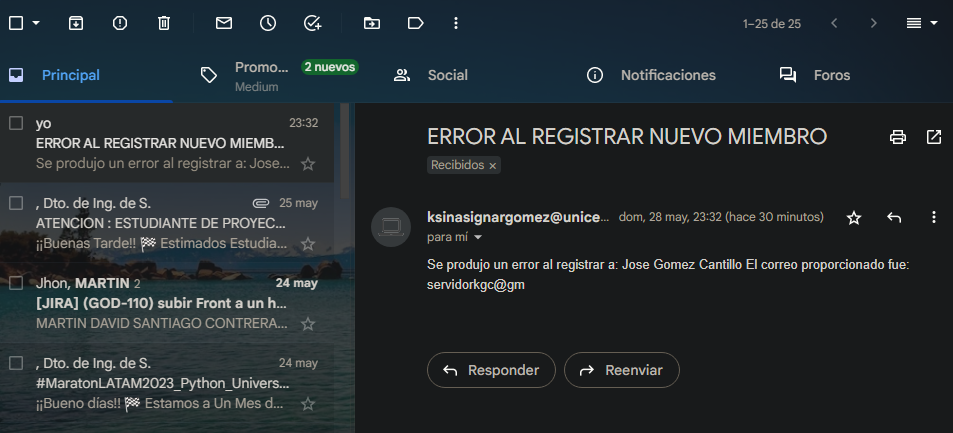 1–25 de 25
Principal
Promo... 2 nuevos
Medium
Social
Notificaciones
Foros
yo 23:32
ERROR AL REGISTRAR NUEVO MIEMB...
Se produjo un error al registrar a: Jose...
, Dto. de Ing. de S. 25 may
ATENCION : ESTUDIANTE DE PROYEC...
¡¡Buenas Tarde!! 🏁 Estimados Estudia...
Jhon, MARTIN 2 24 may
[JIRA] (GOD-110) subir Front a un h...
MARTIN DAVID SANTIAGO CONTRERA...
, Dto. de Ing. de S. 24 may
#MaratonLATAM2023_Python_Univers...
¡¡Bueno días!! 🏁 Estamos a Un Mes d...
ERROR AL REGISTRAR NUEVO MIEMBRO
Recibidos ×
ksinasignargomez@unice... dom, 28 may, 23:32 (hace 30 minutos)
para mí
Se produjo un error al registrar a: Jose Gomez Cantillo El correo proporcionado fue:
servidorkgc@gm
Responder
Reenviar